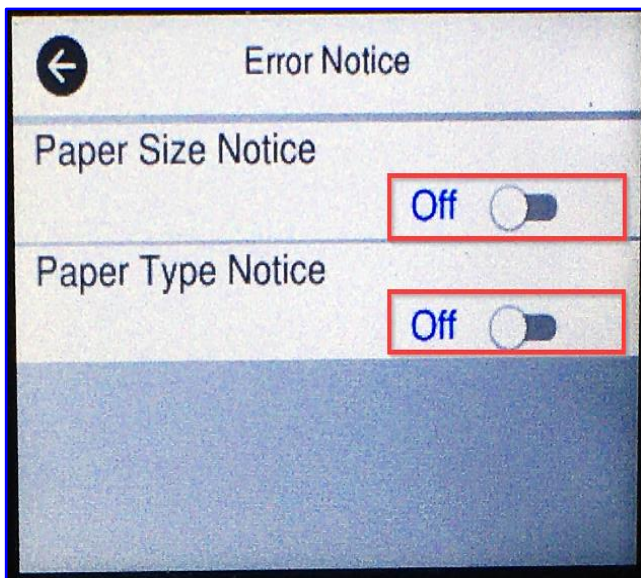 Error Notice
Paper Size Notice
Off
Paper Type Notice
Off